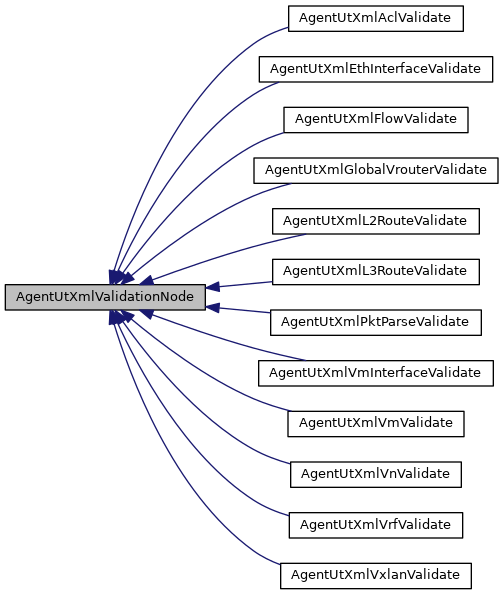 AgentUtXmlAclValidate
AgentUtXmlEthInterfaceValidate
AgentUtXmlFlowValidate
AgentUtXmlGlobalVrouterValidate
AgentUtXmlL2RouteValidate
AgentUtXmlL3RouteValidate
AgentUtXmlValidationNode
AgentUtXmlPktParseValidate
AgentUtXmlVmInterfaceValidate
AgentUtXmlVmValidate
AgentUtXmlVnValidate
AgentUtXmlVrfValidate
AgentUtXmlVxlanValidate